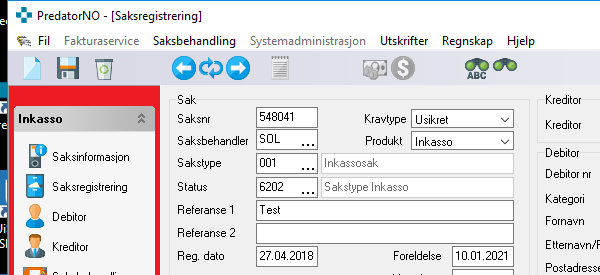 PredatorNO - [Saksregistrering]
Fil Fakturaservice Saksbehandling Systemadministrasjon Utskrifter Regnskap Hjelp
ABC
Inkasso
Saksinformasjon
Saksregistrering
Debitor
Kreditor
Sak
Saksnr 548041 Kravtype Usikret
Saksbehandler SOL ... Produkt Inkasso
Sakstype 001 ... Inkassosak
Status 6202 ... Sakstype Inkasso
Referanse 1 Test
Referanse 2
Reg. dato 27.04.2018 Foreldelse 10.01.2021
Kreditor
Kreditor
Debitor
Debitor nr
Kategori
Fornavn
Etternavn/F
Postadresse